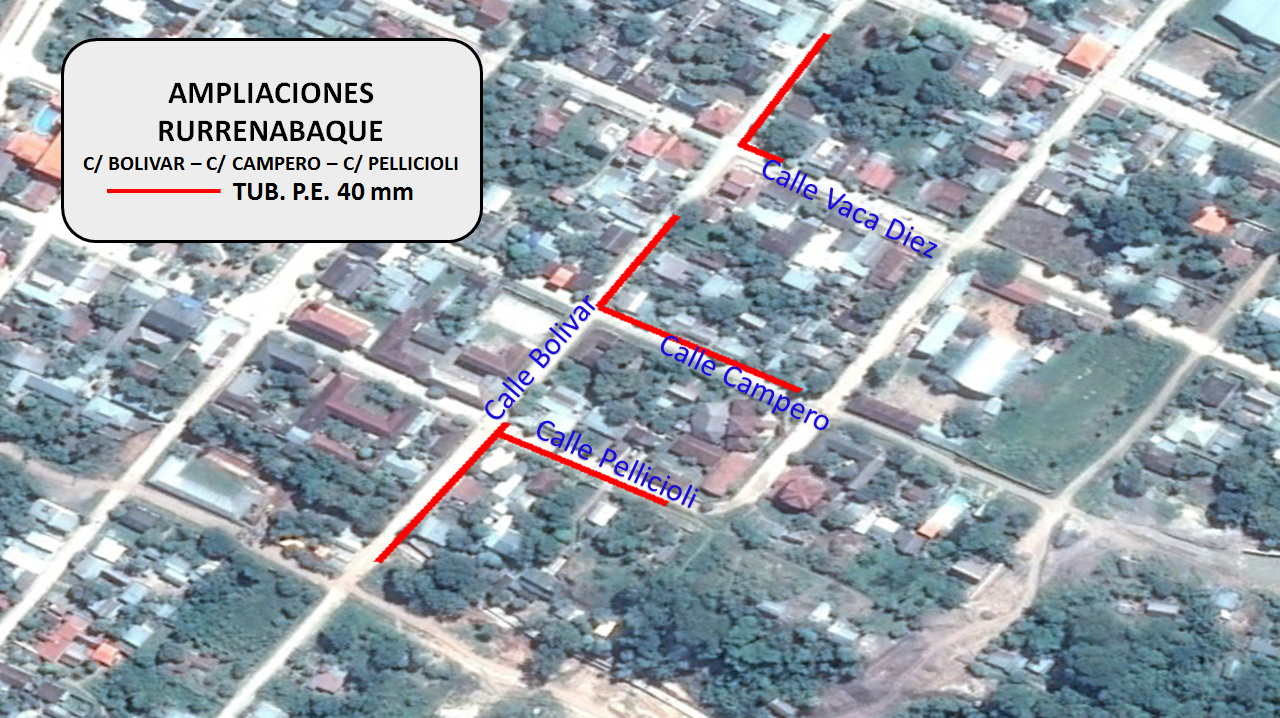 AMPLIACIONES
RURRENABAQUE
C/ BOLIVAR – C/ CAMPERO – C/ PELLICIOLI
TUB. P.E. 40 mm
Calle Vaca Diez
Calle Bolivar
Calle Campero
Calle Pellicioli